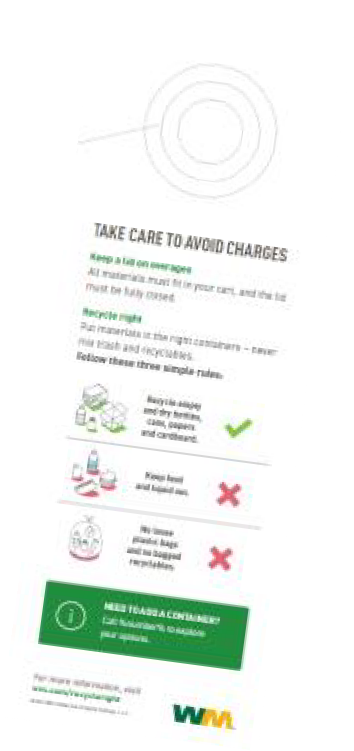 TAKE CARE TO AVOID CHARGES
Keep a lid on overages
All materials must fit in your cart, and the lid
must be fully closed.
Recycle right
Put materials in the right containers – never
mix trash and recyclables.
Follow these three simple rules:
Recycle empty
and dry bottles,
cans, papers
and cardboard.
Keep food
and liquid out.
No loose
plastic bags
and no bagged
recyclables.
NEED TO ADD A CONTAINER?
Call to explore
your options.
For more information, visit
wm.com/recycleright
WM